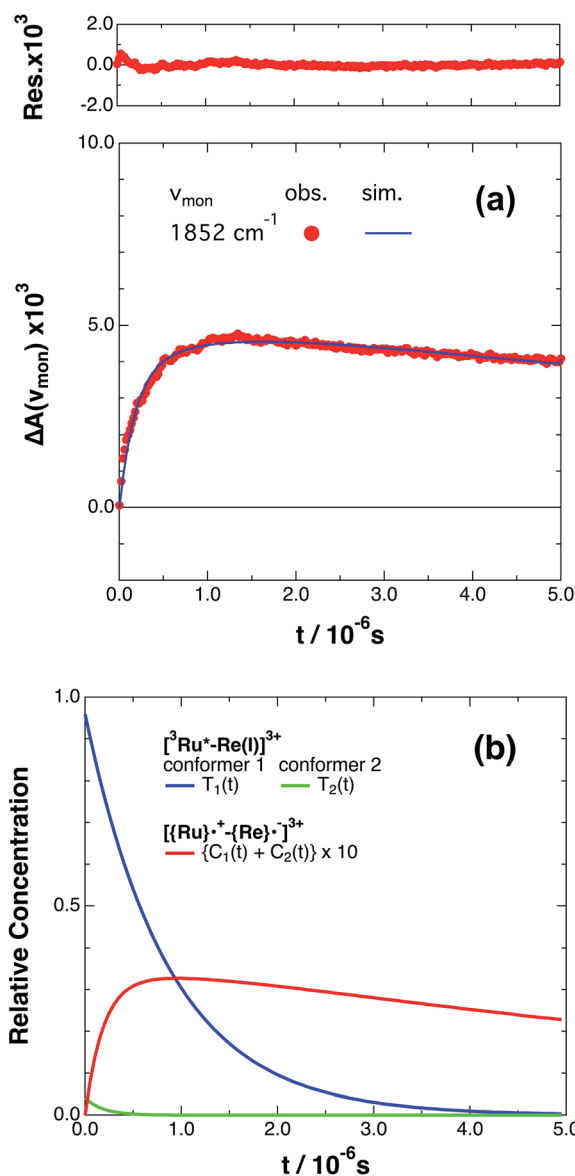 Res.x10³
2.0
0.0
-2.0
ΔA(ν_mon) x10³
10.0
5.0
0.0
(a)
ν_mon obs. sim.
1852 cm⁻¹
0.0 1.0 2.0 3.0 4.0 5.0
t / 10⁻⁶s
Relative Concentration
1.0
0.5
0.0
(b)
[³Ru*-Re(I)]³⁺
conformer 1 conformer 2
T₁(t) T₂(t)
[{Ru}•⁺-{Re}•⁻]³⁺
{C₁(t) + C₂(t)} x 10
0.0 1.0 2.0 3.0 4.0 5.0
t / 10⁻⁶s